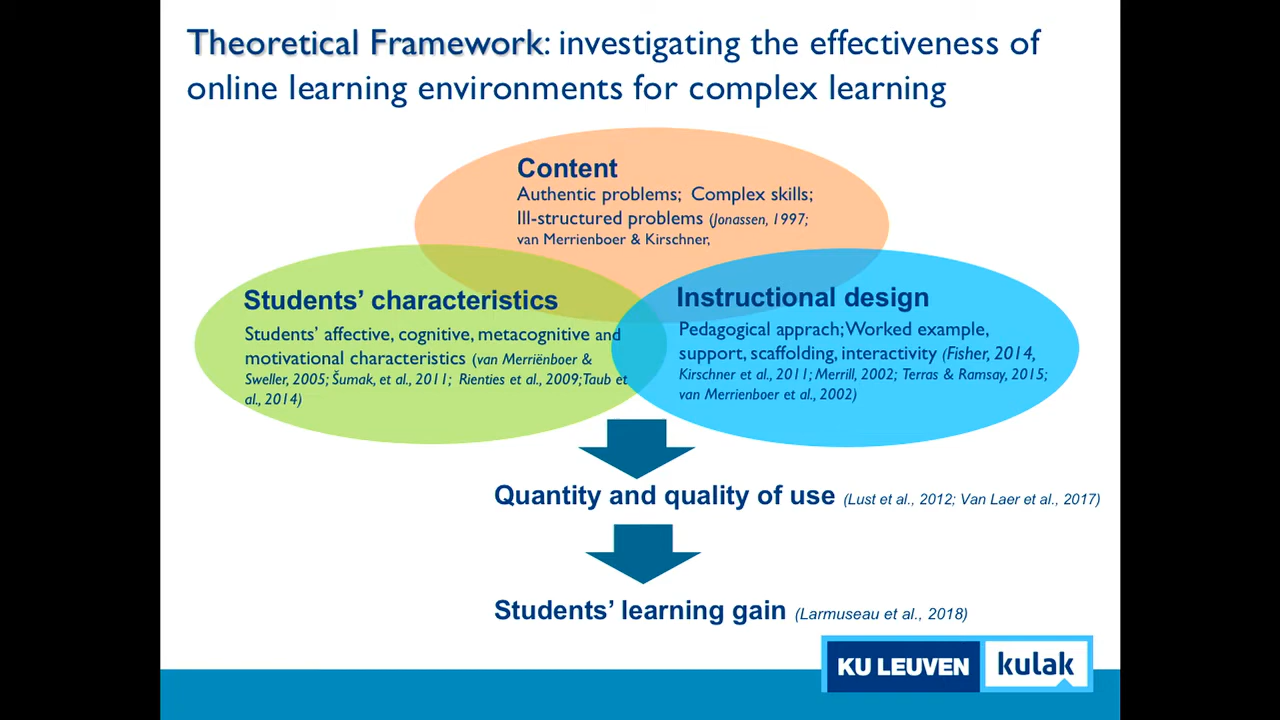 Theoretical Framework: investigating the effectiveness of
online learning environments for complex learning
Content
Authentic problems; Complex skills;
Ill-structured problems (Jonassen, 1997;
van Merrienboer & Kirschner,
Students' characteristics
Students' affective, cognitive, metacognitive and
motivational characteristics (van Merriënboer &
Sweller, 2005; Šumak, et al., 2011; Rienties et al., 2009; Taub et
al., 2014)
Instructional design
Pedagogical apprach; Worked example,
support, scaffolding, interactivity (Fisher, 2014,
Kirschner et al., 2011; Merrill, 2002; Terras & Ramsay, 2015;
van Merrienboer et al., 2002)
Quantity and quality of use (Lust et al., 2012; Van Laer et al., 2017)
Students' learning gain (Larmuseau et al., 2018)
KU LEUVEN kulak